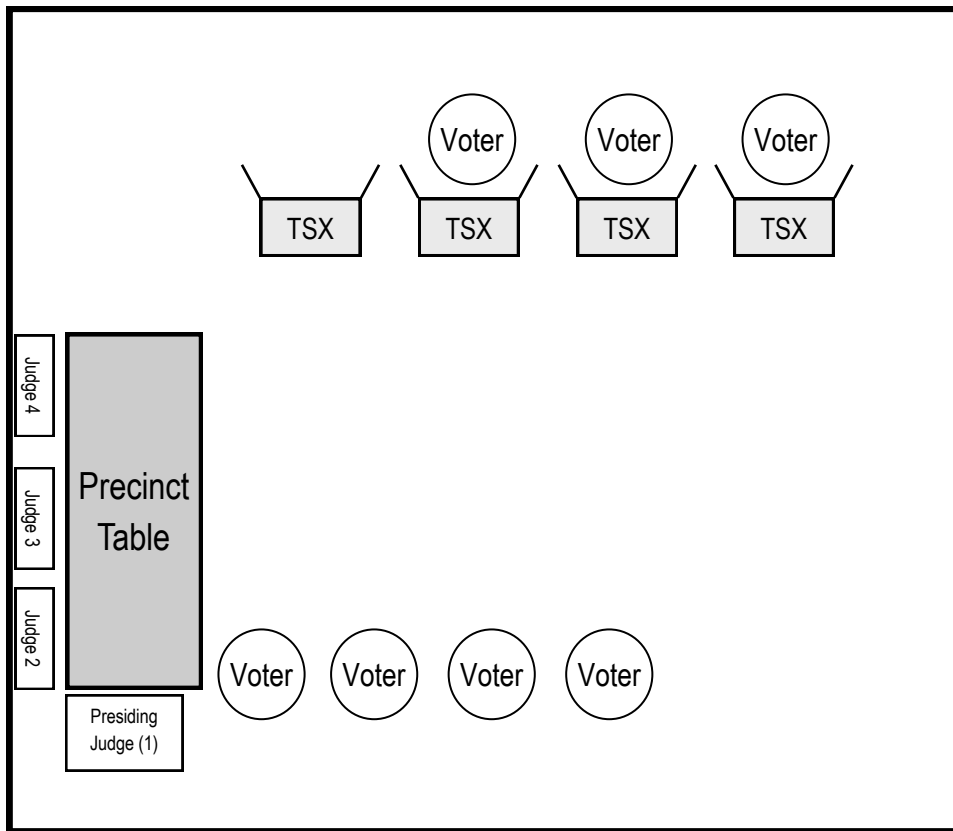 Voter
Voter
Voter
TSX
TSX
TSX
TSX
Judge 4
Judge 3
Judge 2
Precinct
Table
Voter
Voter
Voter
Voter
Presiding
Judge (1)